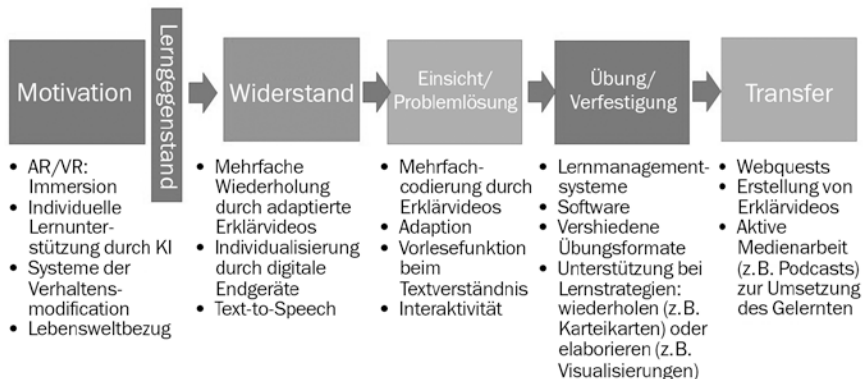 Motivation
Lerngegenstand
Widerstand
Einsicht/
Problemlösung
Übung/
Verfestigung
Transfer
• AR/VR:
Immersion
• Individuelle
Lernunter-
stützung durch KI
• Systeme der
Verhaltens-
modification
• Lebensweltbezug
• Mehrfache
Wiederholung
durch adaptierte
Erklärvideos
• Individualisierung
durch digitale
Endgeräte
• Text-to-Speech
• Mehrfach-
codierung durch
Erklärvideos
• Adaption
• Vorlesefunktion
beim
Textverständnis
• Interaktivität
• Lernmanagement-
systeme
• Software
• Vershiedene
Übungsformate
• Unterstützung bei
Lernstrategien:
wiederholen (z.B.
Karteikarten) oder
elaborieren (z.B.
Visualisierungen)
• Webquests
• Erstellung von
Erklärvideos
• Aktive
Medienarbeit
(z.B. Podcasts)
zur Umsetzung
des Gelernten